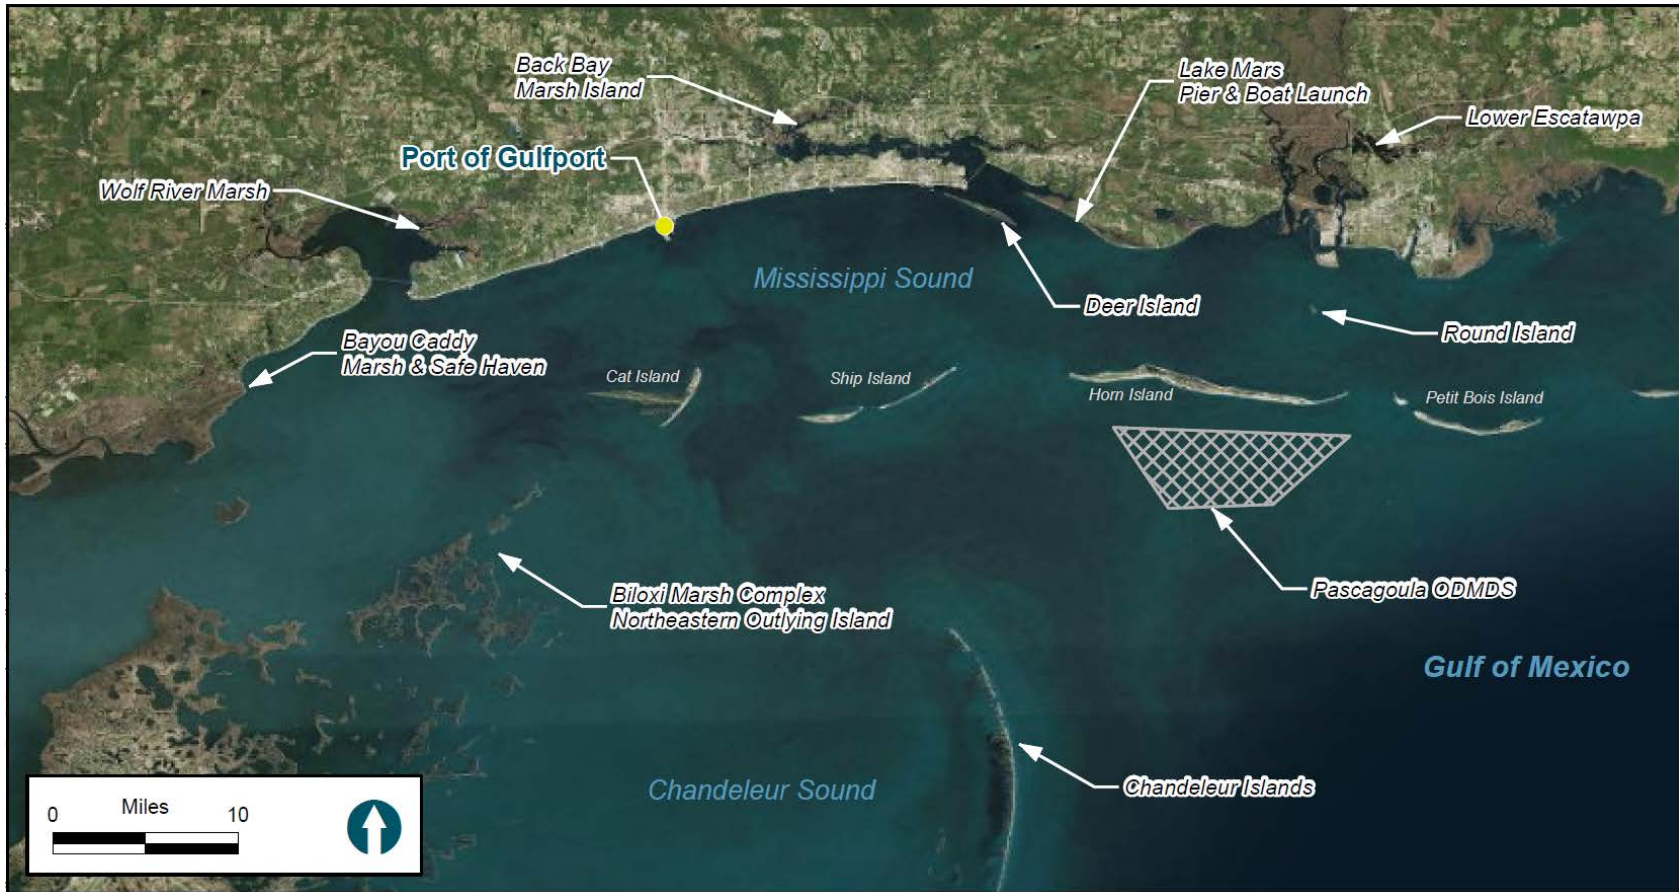 Back Bay
Marsh Island
Lake Mars
Pier & Boat Launch
Lower Escatawpa
Port of Gulfport
Wolf River Marsh
Mississippi Sound
Deer Island
Round Island
Bayou Caddy
Marsh & Safe Haven
Cat Island
Ship Island
Horn Island
Petit Bois Island
Biloxi Marsh Complex
Northeastern Outlying Island
Pascagoula ODMDS
Gulf of Mexico
Chandeleur Sound
Chandeleur Islands
Miles
0 10